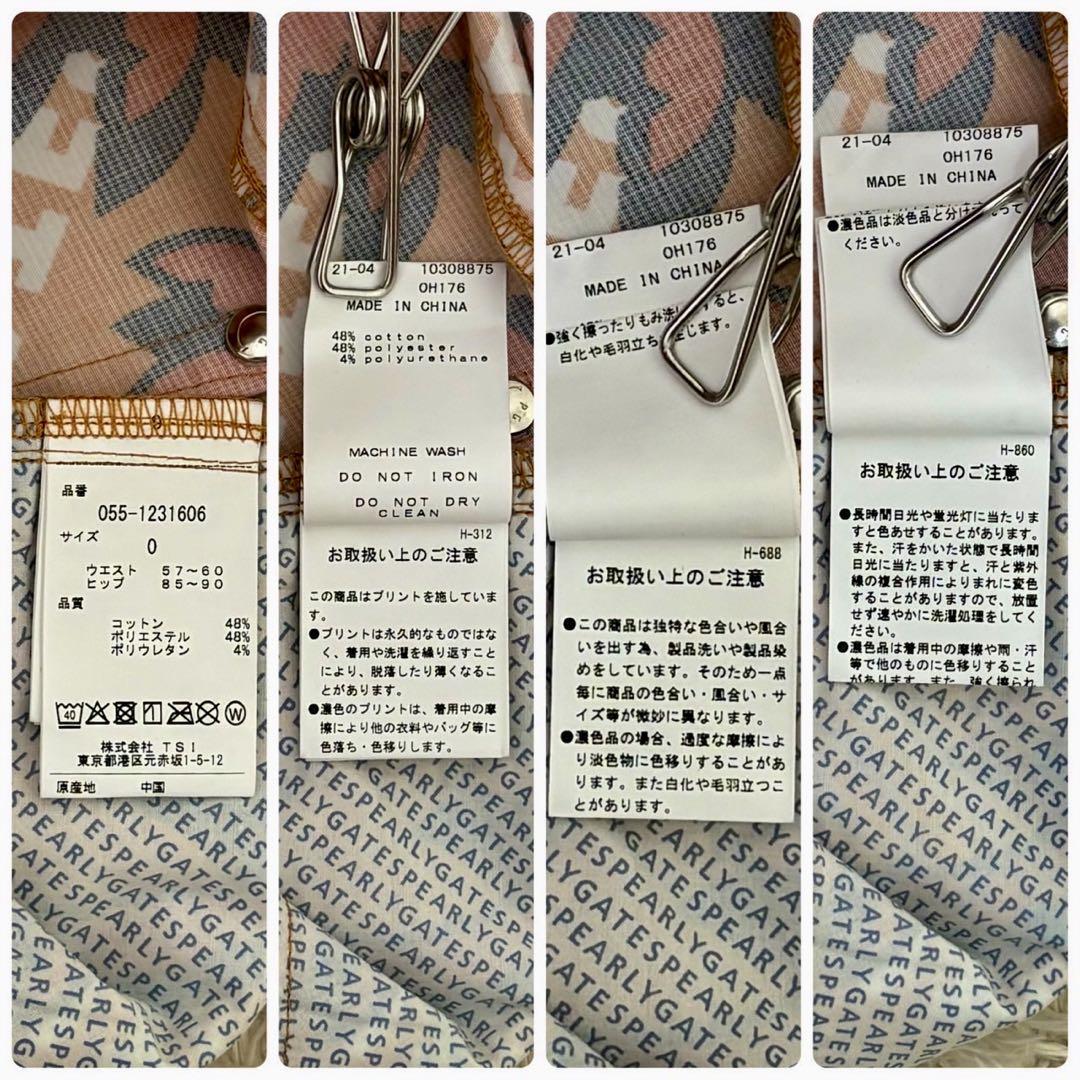 品番
055-1231606
サイズ
0
ウエスト 57〜60
ヒップ 85〜90
品質
コットン 48%
ポリエステル 48%
ポリウレタン 4%
40
W
株式会社 TSI
東京都港区元赤坂1-5-12
原産地 中国
21-04 10308875
OH176
MADE IN CHINA
48% cotton
48% polyester
4% polyurethane
MACHINE WASH
DO NOT IRON
DO NOT DRY
CLEAN
H-312
お取扱い上のご注意
この商品はプリントを施していま
す。
●プリントは永久的なものではな
く、着用や洗濯を繰り返すこと
により、脱落したり薄くなるこ
とがあります。
●濃色のプリントは、着用中の摩
擦により他の衣料やバッグ等に
色落ち・色移りします。
21-04 10308875
OH176
MADE IN CHINA
●強く擦ったりもみ洗い すると、
白化や毛羽立ち 生じます。
H-688
お取扱い上のご注意
●この商品は独特な色合いや風合
いを出す為、製品洗いや製品染
めをしています。そのため一点
毎に商品の色合い・風合い・サ
イズ等が微妙に異なります。
●濃色品の場合、過度な摩擦によ
り淡色物に色移りすることがあ
ります。また白化や毛羽立つこ
とがあります。
21-04 10308875
OH176
MADE IN CHINA
●濃色品は淡色品と分け 洗って
ください。
H-860
お取扱い上のご注意
●長時間日光や蛍光灯に当たりま
すと色あせすることがあります。
また、汗をかいた状態で長時間
日光に当たりますと、汗と紫外
線の複合作用によりまれに変色
することがありますので、放置
せず速やかに洗濯処理をしてく
ださい。
●濃色品は着用中の摩擦や雨・汗
等で他のものに色移りすること
があります。また、強く擦られ
PEARLYGATES
PEARLYGATES
PEARLYGATES
PEARLYGATES